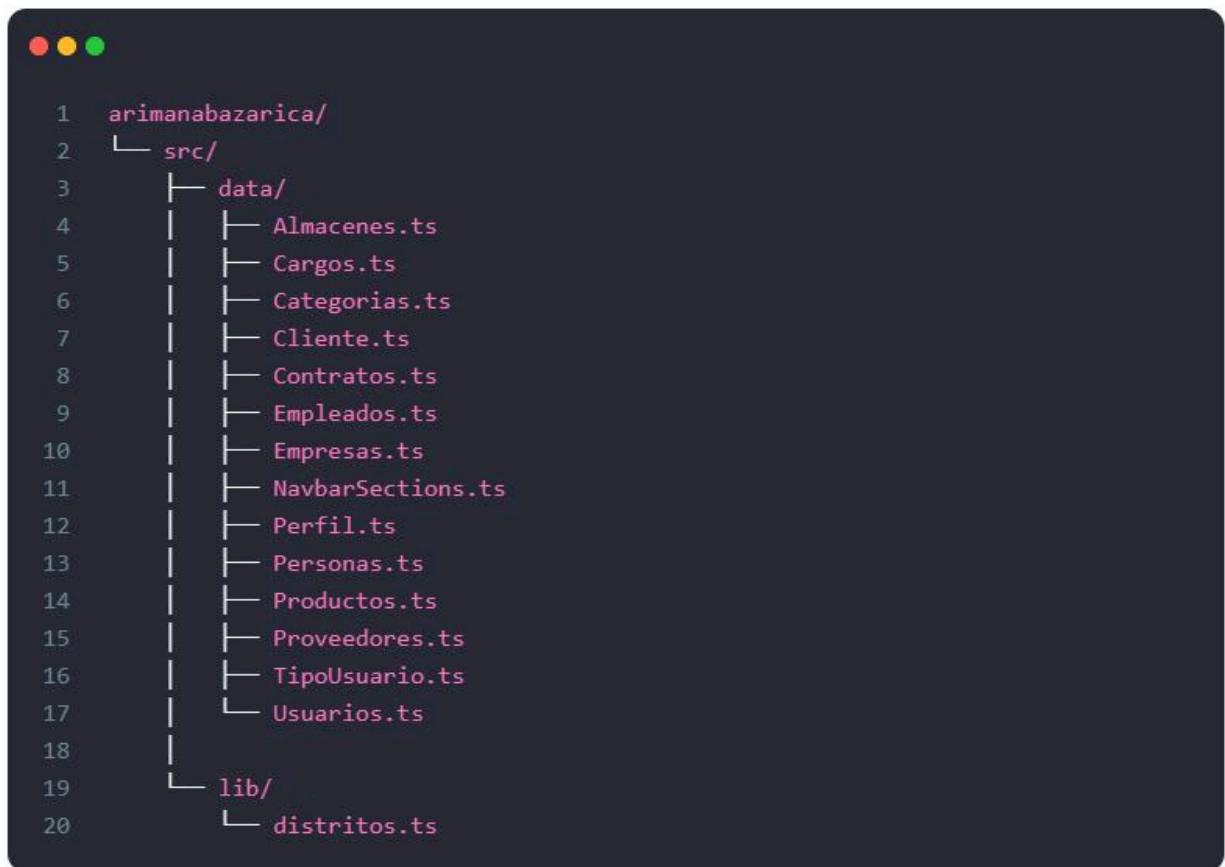 1 arimanabazarica/
2 └── src/
3     ├── data/
4     │   ├── Almacenes.ts
5     │   ├── Cargos.ts
6     │   ├── Categorias.ts
7     │   ├── Cliente.ts
8     │   ├── Contratos.ts
9     │   ├── Empleados.ts
10     │   ├── Empresas.ts
11     │   ├── NavbarSections.ts
12     │   ├── Perfil.ts
13     │   ├── Personas.ts
14     │   ├── Productos.ts
15     │   ├── Proveedores.ts
16     │   ├── TipoUsuario.ts
17     │   └── Usuarios.ts
18     │
19     └── lib/
20         └── distritos.ts